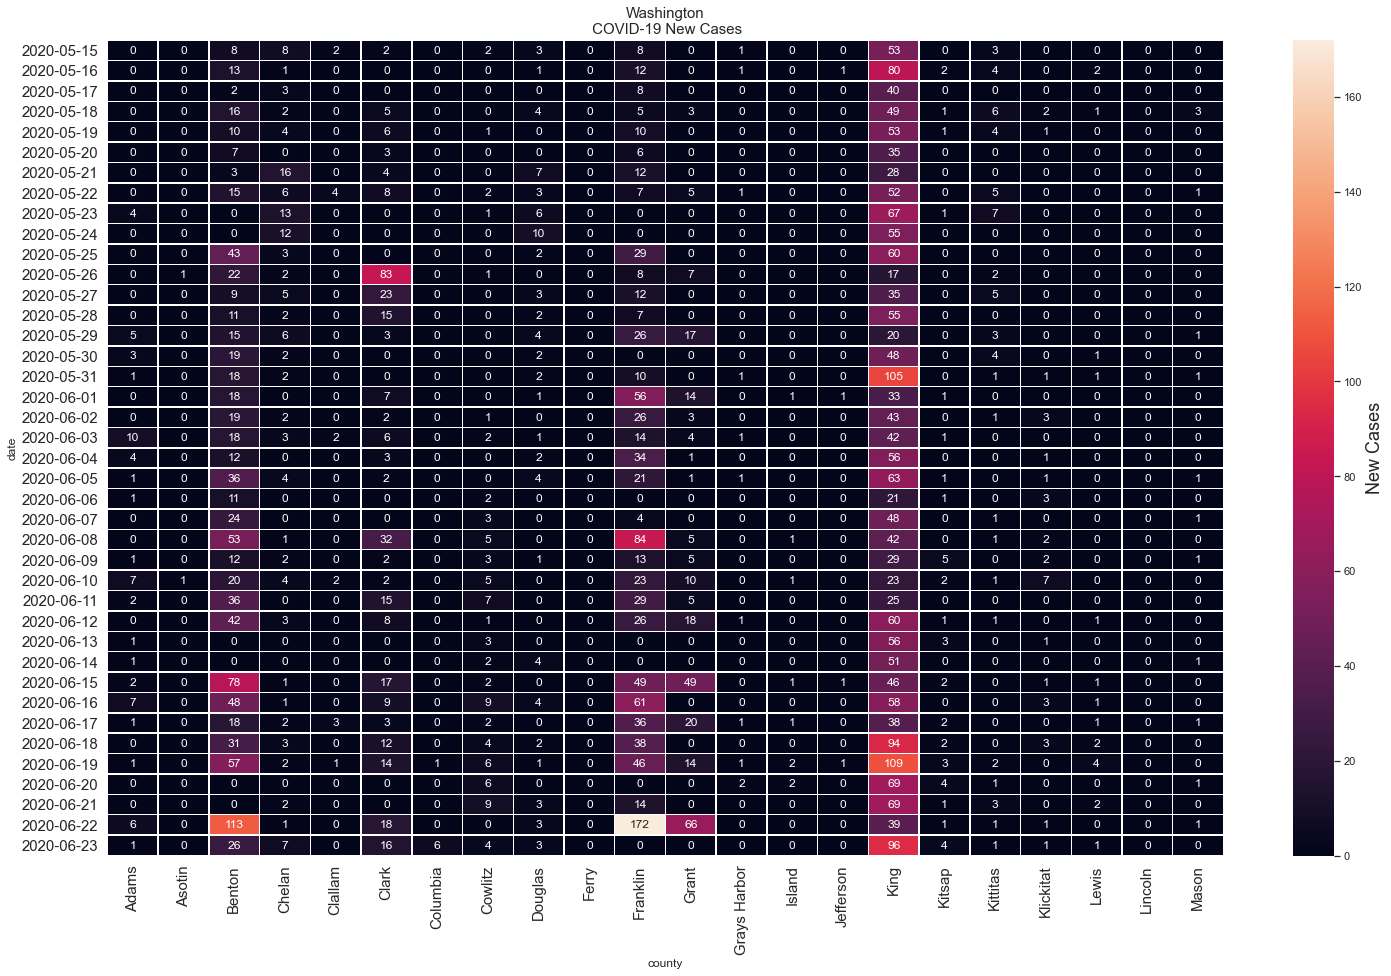 Washington
COVID-19 New Cases
2020-05-15 0 0 8 8 2 2 0 2 3 0 8 0 1 0 0 53 0 3 0 0 0 0
2020-05-16 0 0 13 1 0 0 0 0 1 0 12 0 1 0 1 80 2 4 0 2 0 0
2020-05-17 0 0 2 3 0 0 0 0 0 0 8 0 0 0 0 40 0 0 0 0 0 0
2020-05-18 0 0 16 2 0 5 0 0 4 0 5 3 0 0 0 49 1 6 2 1 0 3
2020-05-19 0 0 10 4 0 6 0 1 0 0 10 0 0 0 0 53 1 4 1 0 0 0
2020-05-20 0 0 7 0 0 3 0 0 0 0 6 0 0 0 0 35 0 0 0 0 0 0
2020-05-21 0 0 3 16 0 4 0 0 7 0 12 0 0 0 0 28 0 0 0 0 0 0
2020-05-22 0 0 15 6 4 8 0 2 3 0 7 5 1 0 0 52 0 5 0 0 0 1
2020-05-23 4 0 0 13 0 0 0 1 6 0 0 0 0 0 0 67 1 7 0 0 0 0
2020-05-24 0 0 0 12 0 0 0 0 10 0 0 0 0 0 0 55 0 0 0 0 0 0
2020-05-25 0 0 43 3 0 0 0 0 2 0 29 0 0 0 0 60 0 0 0 0 0 0
2020-05-26 0 1 22 2 0 83 0 1 0 0 8 7 0 0 0 17 0 2 0 0 0 0
2020-05-27 0 0 9 5 0 23 0 0 3 0 12 0 0 0 0 35 0 5 0 0 0 0
2020-05-28 0 0 11 2 0 15 0 0 2 0 7 0 0 0 0 55 0 0 0 0 0 0
2020-05-29 5 0 15 6 0 3 0 0 4 0 26 17 0 0 0 20 0 3 0 0 0 1
2020-05-30 3 0 19 2 0 0 0 0 2 0 0 0 0 0 0 48 0 4 0 1 0 0
2020-05-31 1 0 18 2 0 0 0 0 2 0 10 0 1 0 0 105 0 1 1 1 0 1
2020-06-01 0 0 18 0 0 7 0 0 1 0 56 14 0 1 1 33 1 0 0 0 0 0
2020-06-02 0 0 19 2 0 2 0 1 0 0 26 3 0 0 0 43 0 1 3 0 0 0
2020-06-03 10 0 18 3 2 6 0 2 1 0 14 4 1 0 0 42 1 0 0 0 0 0
2020-06-04 4 0 12 0 0 3 0 0 2 0 34 1 0 0 0 56 0 0 1 0 0 0
2020-06-05 1 0 36 4 0 2 0 0 4 0 21 1 1 0 0 63 1 0 1 0 0 1
2020-06-06 1 0 11 0 0 0 0 2 0 0 0 0 0 0 0 21 1 0 3 0 0 0
2020-06-07 0 0 24 0 0 0 0 3 0 0 4 0 0 0 0 48 0 1 0 0 0 1
2020-06-08 0 0 53 1 0 32 0 5 0 0 84 5 0 1 0 42 0 1 2 0 0 0
2020-06-09 1 0 12 2 0 2 0 3 1 0 13 5 0 0 0 29 5 0 2 0 0 1
2020-06-10 7 1 20 4 2 2 0 5 0 0 23 10 0 1 0 23 2 1 7 0 0 0
2020-06-11 2 0 36 0 0 15 0 7 0 0 29 5 0 0 0 25 0 0 0 0 0 0
2020-06-12 0 0 42 3 0 8 0 1 0 0 26 18 1 0 0 60 1 1 0 1 0 0
2020-06-13 1 0 0 0 0 0 0 3 0 0 0 0 0 0 0 56 3 0 1 0 0 0
2020-06-14 1 0 0 0 0 0 0 2 4 0 0 0 0 0 0 51 0 0 0 0 0 1
2020-06-15 2 0 78 1 0 17 0 2 0 0 49 49 0 1 1 46 2 0 1 1 0 0
2020-06-16 7 0 48 1 0 9 0 9 4 0 61 0 0 0 0 58 0 0 3 1 0 0
2020-06-17 1 0 18 2 3 3 0 2 0 0 36 20 1 1 0 38 2 0 0 1 0 1
2020-06-18 0 0 31 3 0 12 0 4 2 0 38 0 0 0 0 94 2 0 3 2 0 0
2020-06-19 1 0 57 2 1 14 1 6 1 0 46 14 1 2 1 109 3 2 0 4 0 0
2020-06-20 0 0 0 0 0 0 0 6 0 0 0 0 2 2 0 69 4 1 0 0 0 1
2020-06-21 0 0 0 2 0 0 0 9 3 0 14 0 0 0 0 69 1 3 0 2 0 0
2020-06-22 6 0 113 1 0 18 0 0 3 0 172 66 0 0 0 39 1 1 1 0 0 1
2020-06-23 1 0 26 7 0 16 6 4 3 0 0 0 0 0 0 96 4 1 1 1 0 0
Adams Asotin Benton Chelan Clallam Clark Columbia Cowlitz Douglas Ferry Franklin Grant Grays Harbor Island Jefferson King Kitsap Kittitas Klickitat Lewis Lincoln Mason
county
date
160
140
120
100
80
60
40
20
0
New Cases